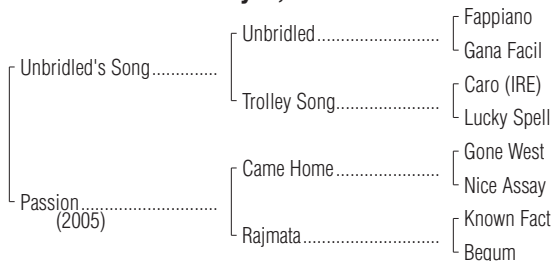 Fappiano
Unbridled
Gana Facil
Unbridled's Song
Caro (IRE)
Trolley Song
Lucky Spell
Gone West
Came Home
Nice Assay
Passion
(2005)
Known Fact
Rajmata
Begum